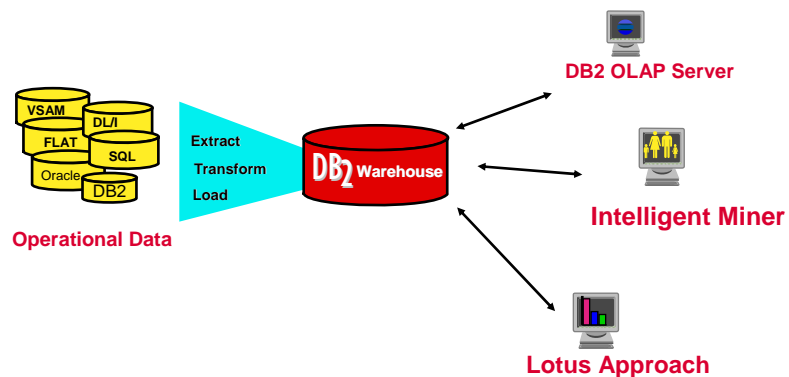 VSAM
DL/I
FLAT
SQL
Oracle
DB2
Operational Data
Extract
Transform
Load
DB2 Warehouse
DB2 OLAP Server
Intelligent Miner
Lotus Approach